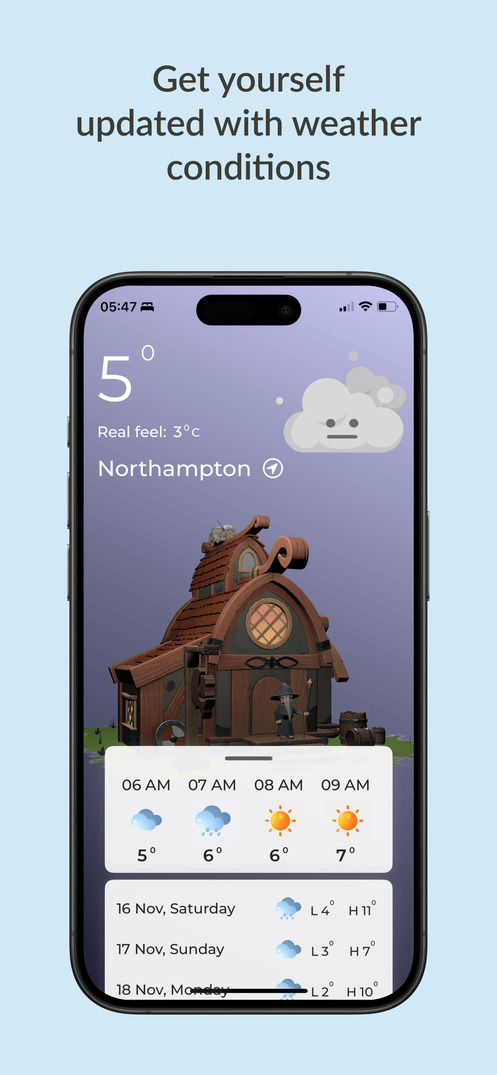 Get yourself
updated with weather
conditions
05:47
5°
Real feel: 3°C
Northampton
06 AM 07 AM 08 AM 09 AM
5° 6° 6° 7°
16 Nov, Saturday L 4° H 11°
17 Nov, Sunday L 3° H 7°
18 Nov, Monday L 2° H 10°